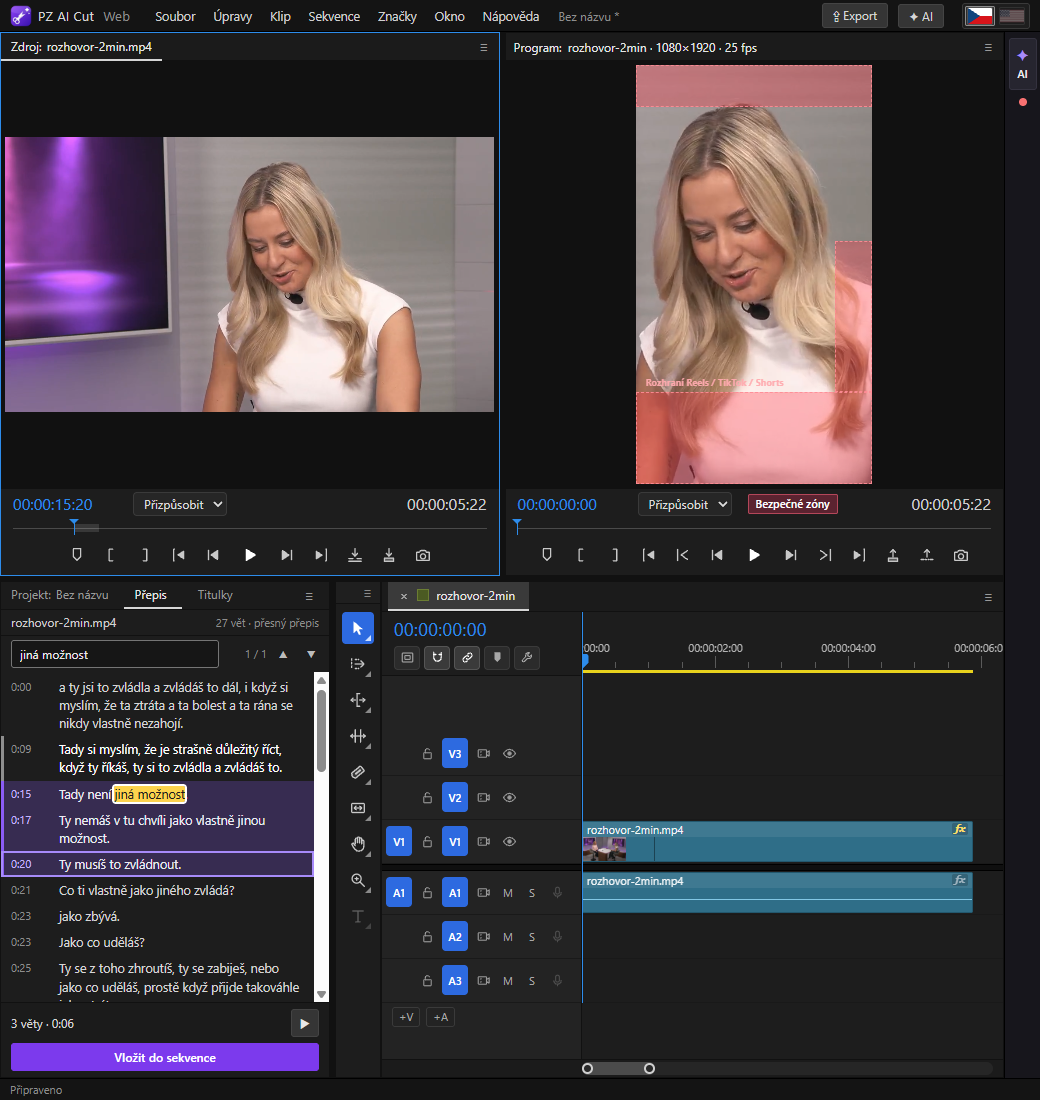 PZ AI Cut Web
Soubor Úpravy Klip Sekvence Značky Okno Nápověda Bez názvu *
Export
AI
Zdroj: rozhovor-2min.mp4
Program: rozhovor-2min · 1080×1920 · 25 fps
AI
Rozhraní Reels / TikTok / Shorts
00:00:15:20
Přizpůsobit
00:00:05:22
00:00:00:00
Přizpůsobit
Bezpečné zóny
00:00:05:22
Projekt: Bez názvu
Přepis
Titulky
rozhovor-2min.mp4
27 vět · přesný přepis
jiná možnost
1 / 1
0:00 a ty jsi to zvládla a zvládáš to dál, i když si
myslím, že ta ztráta a ta bolest a ta rána se
nikdy vlastně nezahojí.
0:09 Tady si myslím, že je strašně důležitý říct,
když ty říkáš, ty si to zvládla a zvládáš to.
0:15 Tady není jiná možnost
0:17 Ty nemáš v tu chvíli jako vlastně jinou
možnost.
0:20 Ty musíš to zvládnout.
0:21 Co ti vlastně jako jiného zvládá?
0:23 jako zbývá.
0:23 Jako co uděláš?
0:25 Ty se z toho zhroutíš, ty se zabiješ, nebo
jako co uděláš, prostě když přijde takováhle
3 věty · 0:06
Vložit do sekvence
× rozhovor-2min
00:00:00:00
00:00
00:00:02:00
00:00:04:00
00:00:06:0
V3
V2
V1 V1
rozhovor-2min.mp4 fx
A1 A1 M S
rozhovor-2min.mp4 fx
A2 M S
A3 M S
+V +A
T
Připraveno